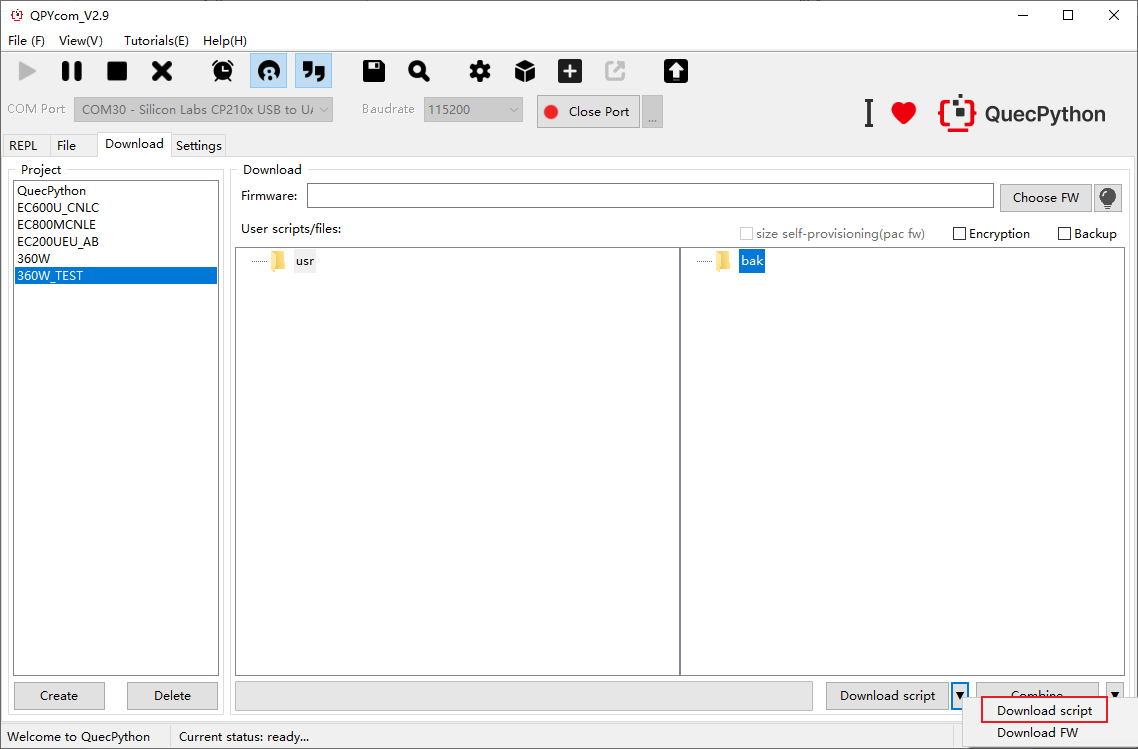 QPYcom_V2.9
File (F) View(V) Tutorials(E) Help(H)
COM Port COM30 - Silicon Labs CP210x USB to UA Baudrate 115200 Close Port ... I QuecPython
REPL File Download Settings
Project Download
QuecPython
EC600U_CNLC
EC800MCNLE
EC200UEU_AB
360W
360W_TEST
Firmware: Choose FW
User scripts/files: size self-provisioning(pac fw) Encryption Backup
usr bak
Create Delete Download script Combine
Download script
Download FW
Welcome to QuecPython Current status: ready...